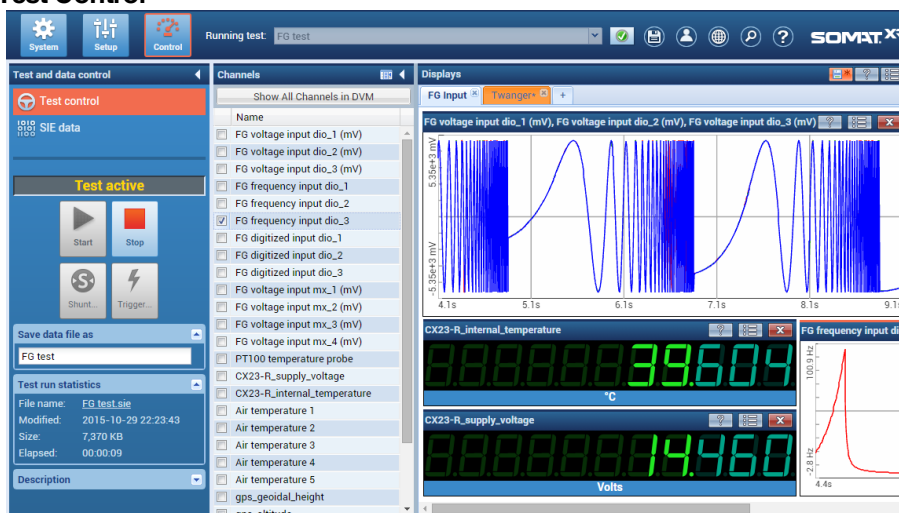 Test Control
System
Setup
Control
Running test:
FG test
SOMAT
Test and data control
Test control
SIE data
Test active
Start
Stop
Shunt...
Trigger...
Save data file as
FG test
Test run statistics
File name: FG test.sie
Modified: 2015-10-29 22:23:43
Size: 7,370 KB
Elapsed: 00:00:09
Description
Channels
Show All Channels in DVM
Name
FG voltage input dio_1 (mV)
FG voltage input dio_2 (mV)
FG voltage input dio_3 (mV)
FG frequency input dio_1
FG frequency input dio_2
FG frequency input dio_3
FG digitized input dio_1
FG digitized input dio_2
FG digitized input dio_3
FG voltage input mx_1 (mV)
FG voltage input mx_2 (mV)
FG voltage input mx_3 (mV)
FG voltage input mx_4 (mV)
PT100 temperature probe
CX23-R_supply_voltage
CX23-R_internal_temperature
Air temperature 1
Air temperature 2
Air temperature 3
Air temperature 4
Air temperature 5
gps_geoidal_height
gps_altitude
Displays
FG Input
Twanger*
+
FG voltage input dio_1 (mV), FG voltage input dio_2 (mV), FG voltage input dio_3 (mV)
5.35e+3 mV
-5.35e+3 mV
4.1s 5.1s 6.1s 7.1s 8.1s 9.1s
CX23-R_internal_temperature
39.604
°C
CX23-R_supply_voltage
14.460
Volts
FG frequency input di
100.9 Hz
-2.8 Hz
4.4s